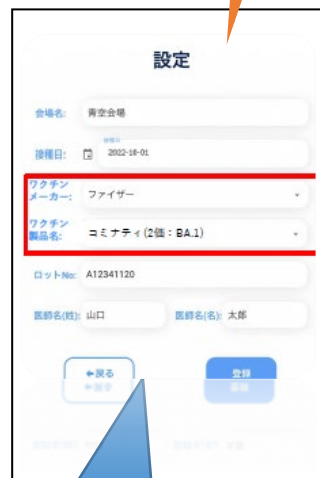 設定
会場名: 青空会場
接種日
接種日: 2022-10-01
ワクチン
メーカー: ファイザー
ワクチン
製品名: コミナティ(2価:BA.1)
ロットNo: A12341120
医師名(姓): 山口 医師名(名): 太郎
←戻る 登録